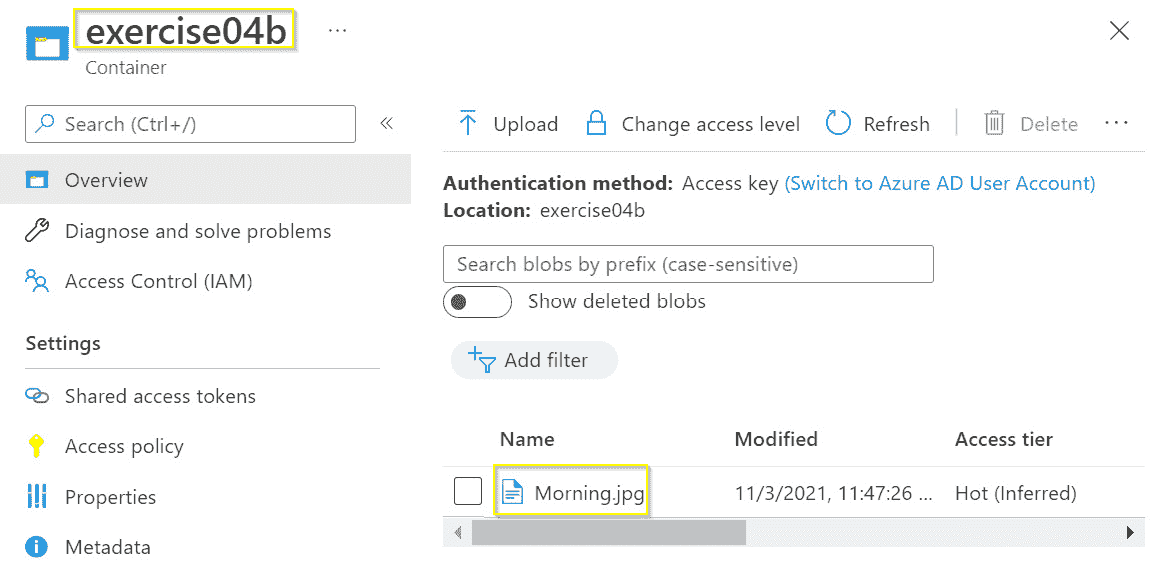 exercise04b ...
Container
Search (Ctrl+/) «
Overview
Diagnose and solve problems
Access Control (IAM)
Settings
Shared access tokens
Access policy
Properties
Metadata
Upload Change access level Refresh Delete ...
Authentication method: Access key (Switch to Azure AD User Account)
Location: exercise04b
Search blobs by prefix (case-sensitive)
Show deleted blobs
Add filter
Name Modified Access tier
Morning.jpg 11/3/2021, 11:47:26 ... Hot (Inferred)